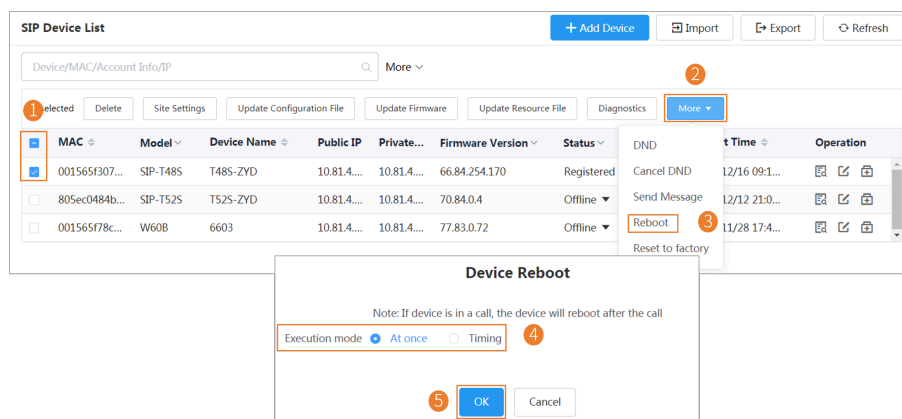 SIP Device List
Add Device
Import
Export
Refresh
Device/MAC/Account Info/IP
More
2
1
elected
Delete
Site Settings
Update Configuration File
Update Firmware
Update Resource File
Diagnostics
More
MAC
Model
Device Name
Public IP
Private...
Firmware Version
Status
t Time
Operation
001565f307...
SIP-T48S
T48S-ZYD
10.81.4....
10.81.4....
66.84.254.170
Registered
12/16 09:1...
805ec0484b...
SIP-T52S
T52S-ZYD
10.81.4....
10.81.4....
70.84.0.4
Offline
12/12 21:0...
001565f78c...
W60B
6603
10.81.4....
10.81.4....
77.83.0.72
Offline
11/28 17:4...
DND
Cancel DND
Send Message
Reboot
3
Reset to factory
Device Reboot
Note: If device is in a call, the device will reboot after the call
Execution mode
At once
Timing
4
5
OK
Cancel